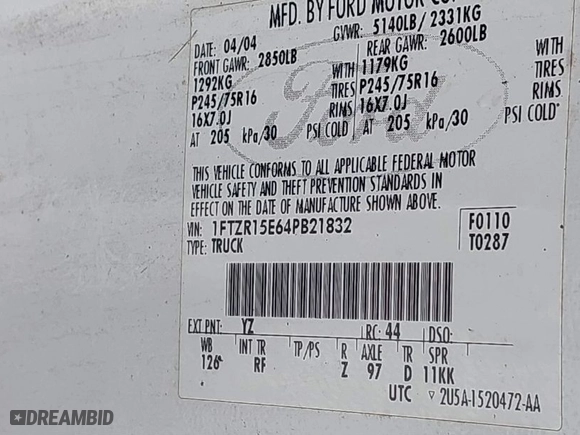 MFD. BY FORD MOTOR CO
DATE: 04/04 GVWR: 5140LB/ 2331KG
FRONT GAWR: 2850LB REAR GAWR: 2600LB
1292KG WITH 1179KG WITH
P245/75R16 TIRES P245/75R16 TIRES
16X7.0J RIMS 16X7.0J RIMS
AT 205 kPa/30 PSI COLD AT 205 kPa/30 PSI COLD
Ford
THIS VEHICLE CONFORMS TO ALL APPLICABLE FEDERAL MOTOR
VEHICLE SAFETY AND THEFT PREVENTION STANDARDS IN
EFFECT ON THE DATE OF MANUFACTURE SHOWN ABOVE.
VIN: 1FTZR15E64PB21832 F0110
TYPE: TRUCK T0287
EXT PNT: YZ RC: 44 DSO:
WB INT TR TP/PS R AXLE TR SPR
126 RF Z 97 D 11KK
UTC ▽ 2U5A-1520472-AA
DREAMBID